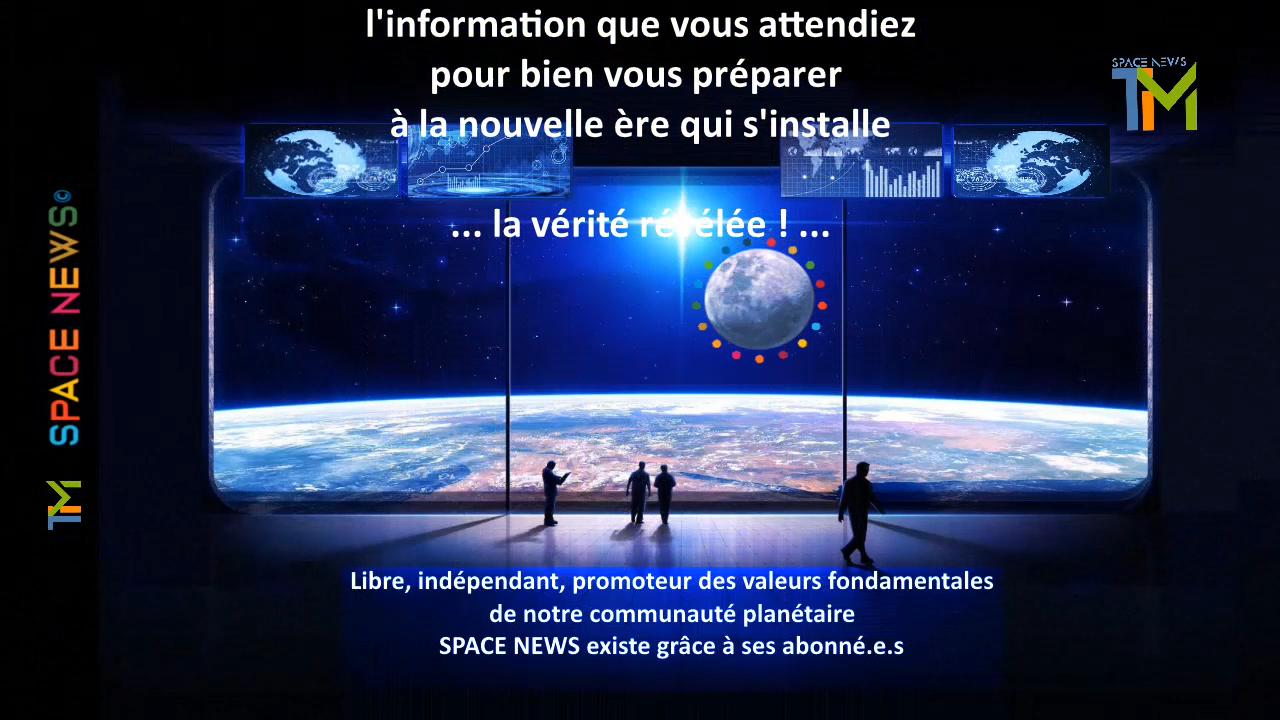 l'information que vous attendiez
pour bien vous préparer
à la nouvelle ère qui s'installe
... la vérité révélée ! ...
SPACE NEWS
TM
SPACE NEWS©
TM
Libre, indépendant, promoteur des valeurs fondamentales
de notre communauté planétaire
SPACE NEWS existe grâce à ses abonné.e.s